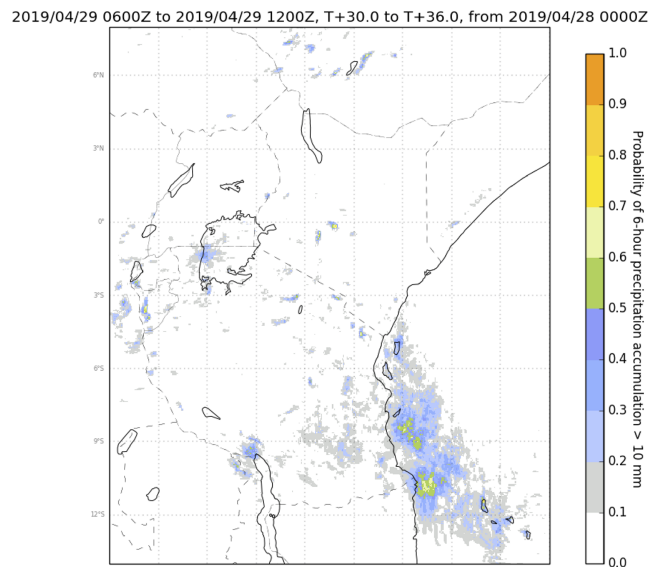 2019/04/29 0600Z to 2019/04/29 1200Z, T+30.0 to T+36.0, from 2019/04/28 0000Z
6°N
3°N
0°
3°S
6°S
9°S
12°S
1.0
0.9
0.8
0.7
0.6
0.5
0.4
0.3
0.2
0.1
0.0
Probability of 6-hour precipitation accumulation > 10 mm